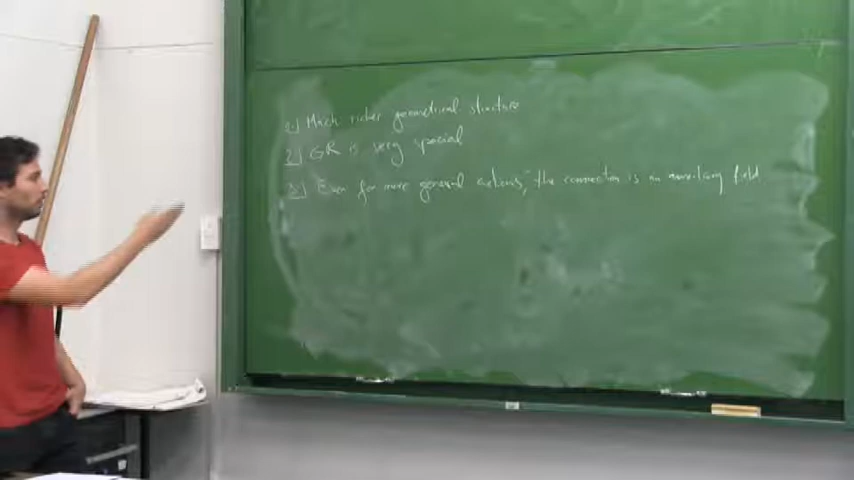 1) Much richer geometrical structure
2) GR is very special
3) Even for more general actions, the connection is an auxiliary field